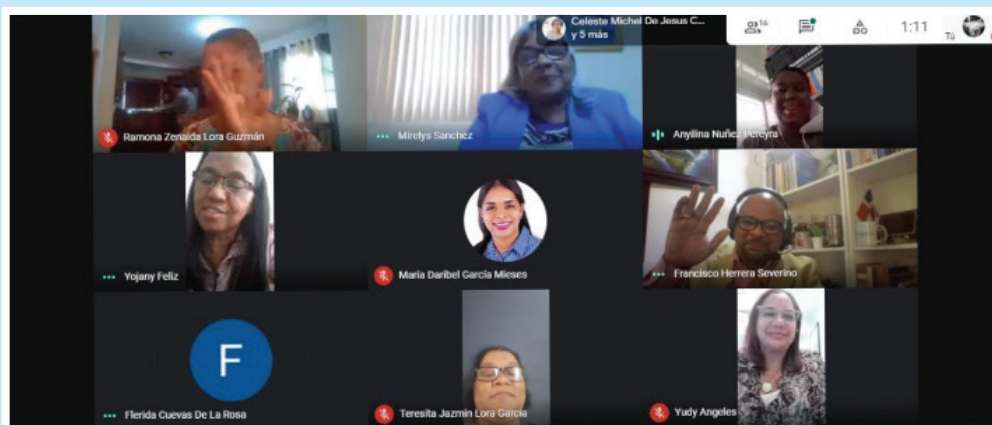 Celeste Michel De Jesus C...
y 5 más
16
1:11
Tú
Ramona Zenaida Lora Guzmán
Mirelys Sanchez
Anyilina Nuñez Pereyra
Yojany Feliz
María Daribel García Mieses
Francisco Herrera Severino
F
Flerida Cuevas De La Rosa
Teresita Jazmin Lora Garcia
Yudy Angeles